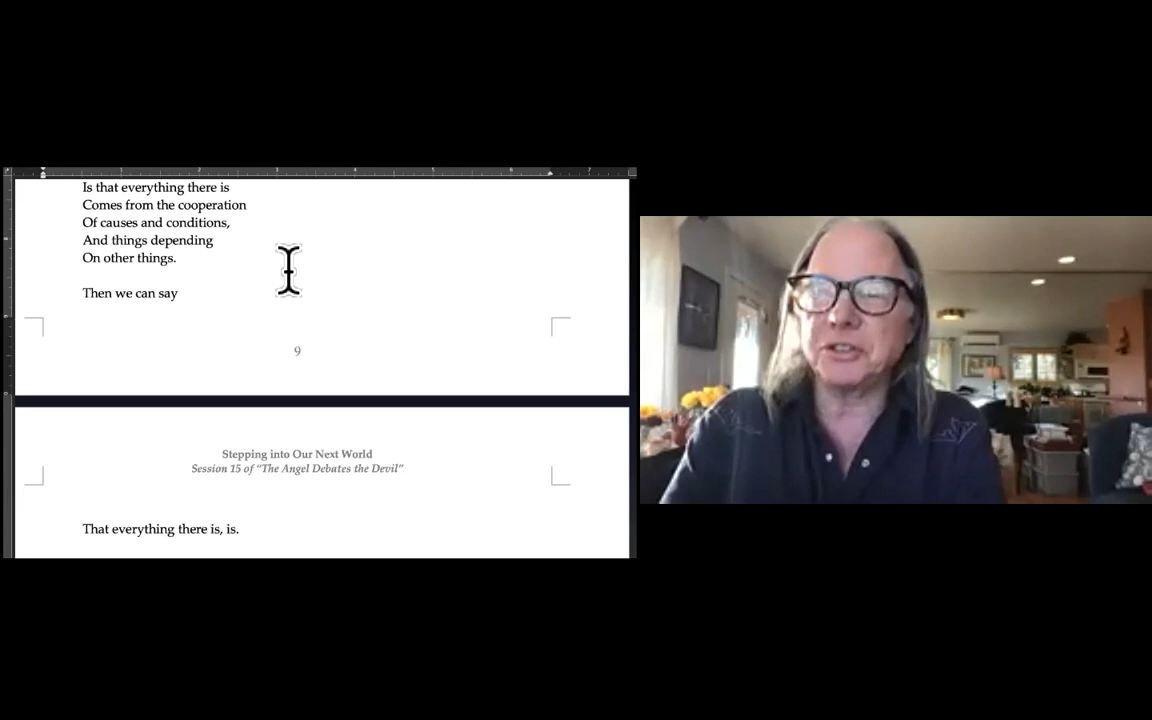 Is that everything there is
Comes from the cooperation
Of causes and conditions,
And things depending
On other things.
Then we can say
9
Stepping into Our Next World
Session 15 of “The Angel Debates the Devil”
That everything there is, is.